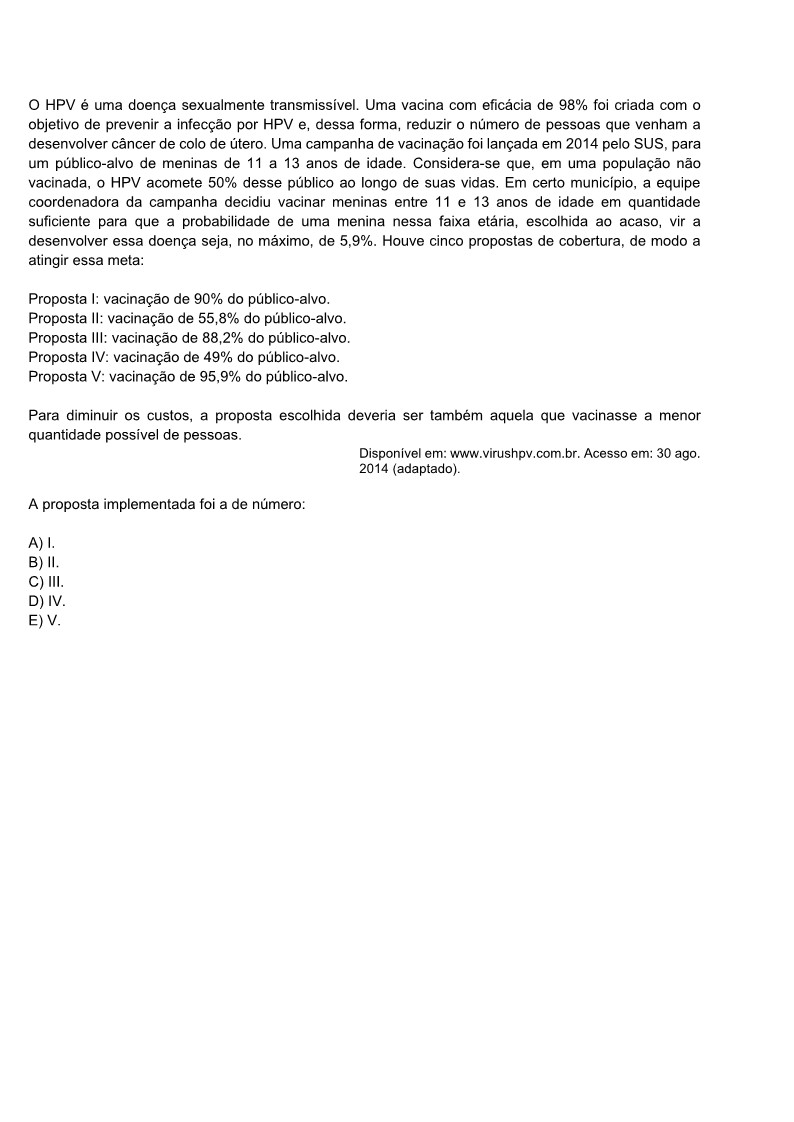 O HPV é uma doença sexualmente transmissível. Uma vacina com eficácia de 98% foi criada com o
objetivo de prevenir a infecção por HPV e, dessa forma, reduzir o número de pessoas que venham a
desenvolver câncer de colo de útero. Uma campanha de vacinação foi lançada em 2014 pelo SUS, para
um público-alvo de meninas de 11 a 13 anos de idade. Considera-se que, em uma população não
vacinada, o HPV acomete 50% desse público ao longo de suas vidas. Em certo município, a equipe
coordenadora da campanha decidiu vacinar meninas entre 11 e 13 anos de idade em quantidade
suficiente para que a probabilidade de uma menina nessa faixa etária, escolhida ao acaso, vir a
desenvolver essa doença seja, no máximo, de 5,9%. Houve cinco propostas de cobertura, de modo a
atingir essa meta:
Proposta I: vacinação de 90% do público-alvo.
Proposta II: vacinação de 55,8% do público-alvo.
Proposta III: vacinação de 88,2% do público-alvo.
Proposta IV: vacinação de 49% do público-alvo.
Proposta V: vacinação de 95,9% do público-alvo.
Para diminuir os custos, a proposta escolhida deveria ser também aquela que vacinasse a menor
quantidade possível de pessoas.
Disponível em: www.virushpv.com.br. Acesso em: 30 ago.
2014 (adaptado).
A proposta implementada foi a de número:
A) I.
B) II.
C) III.
D) IV.
E) V.